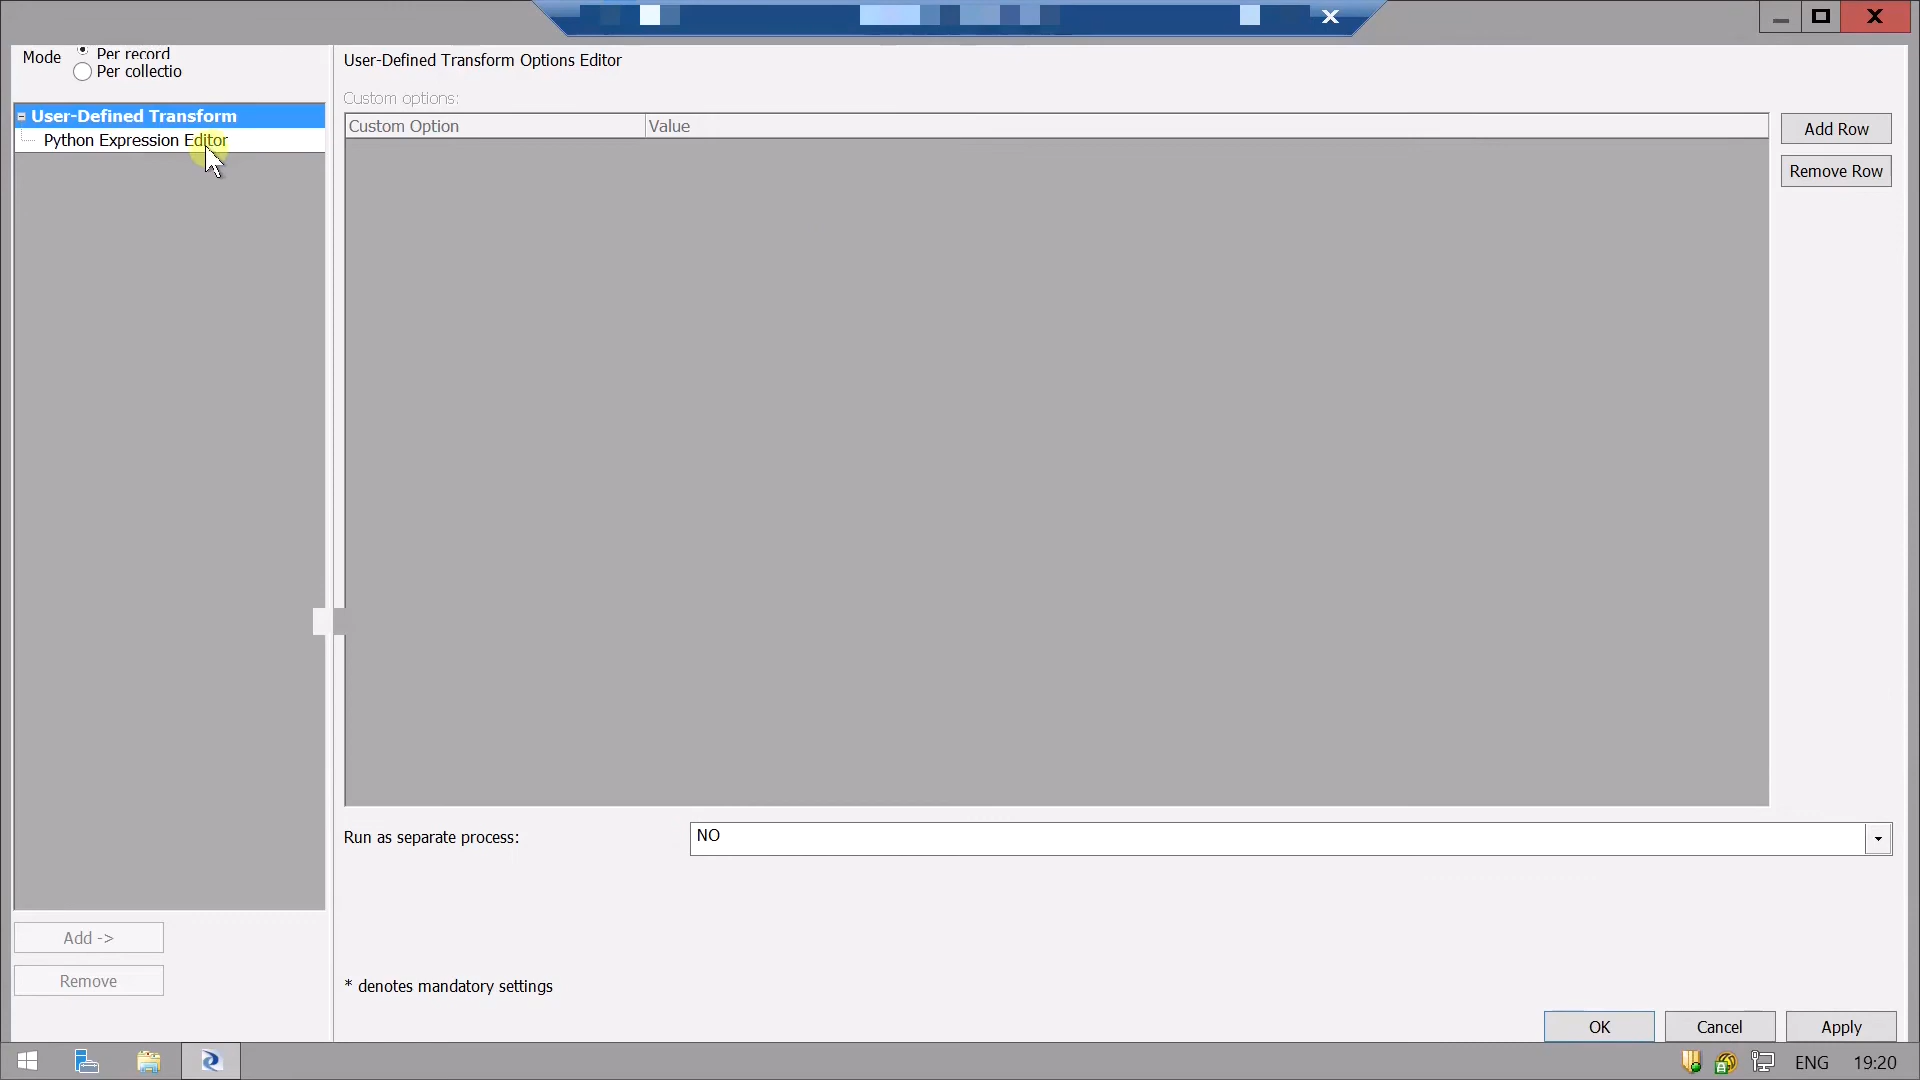 Mode
Per record
Per collectio
User-Defined Transform
Python Expression Editor
Add ->
Remove
User-Defined Transform Options Editor
Custom options:
Custom Option Value
Add Row
Remove Row
Run as separate process: NO
* denotes mandatory settings
OK Cancel Apply
ENG 19:20